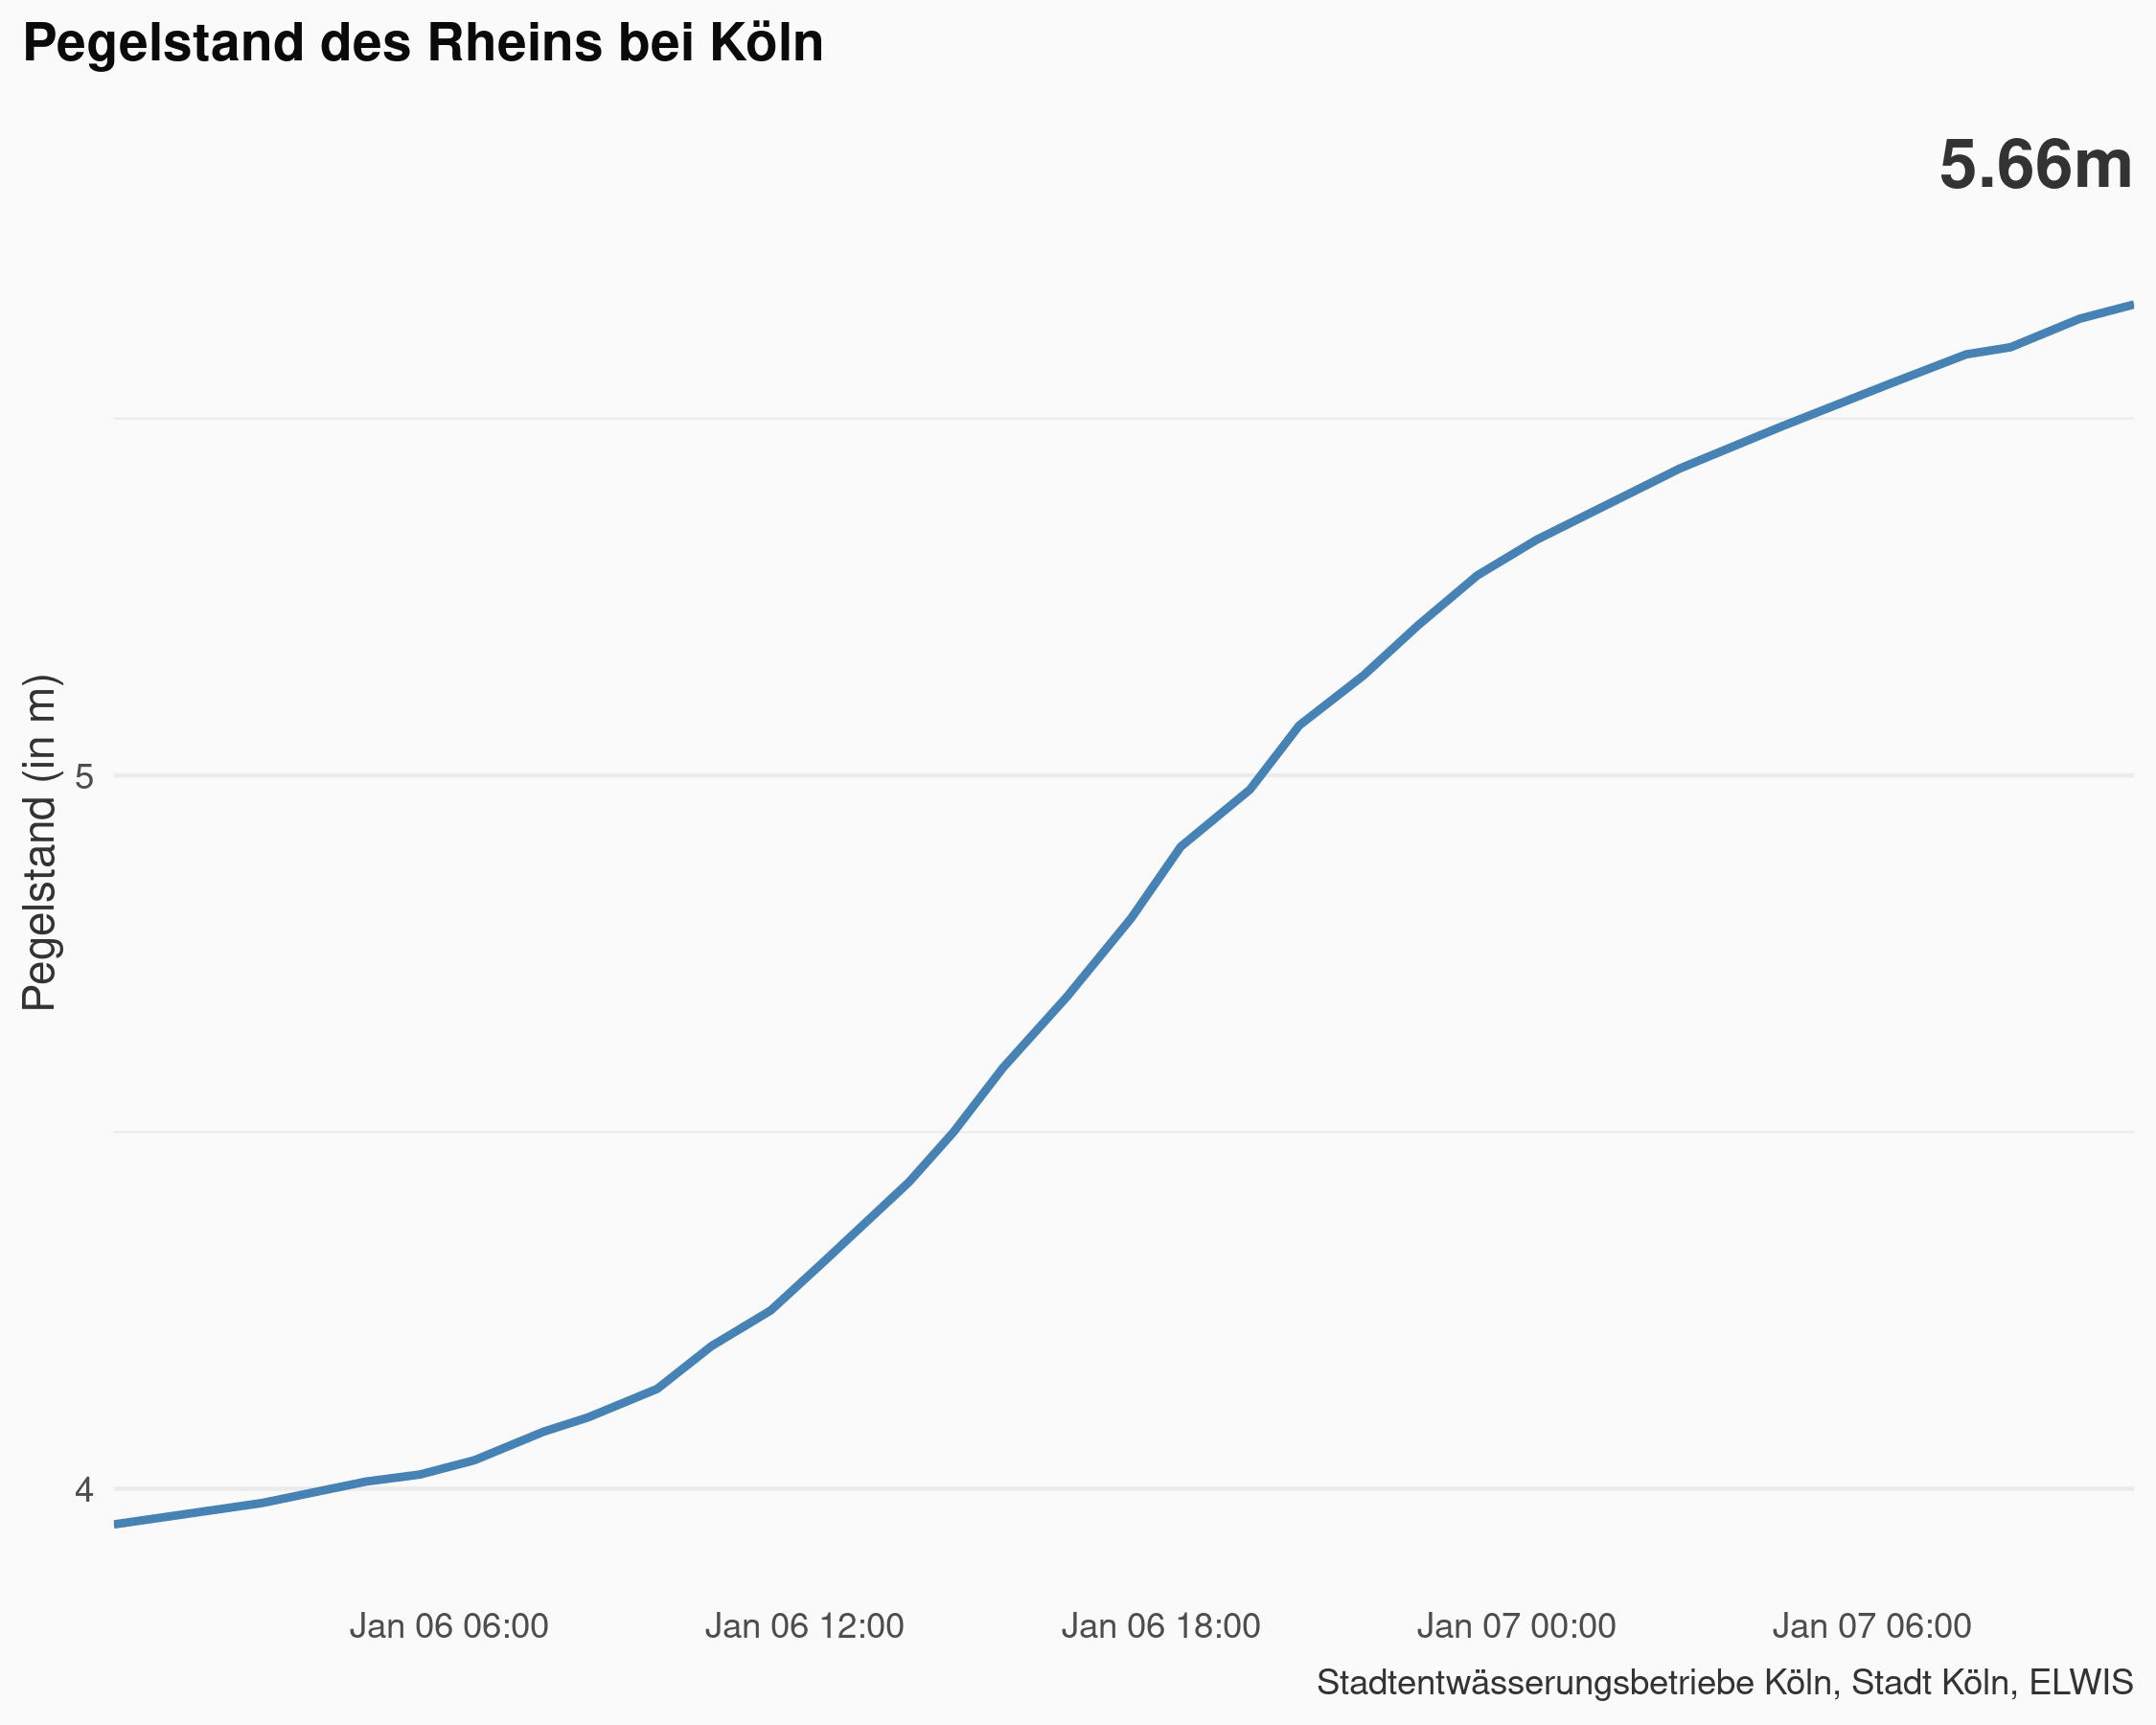 Pegelstand des Rheins bei Köln
5.66m
Pegelstand (in m)
5
4
Jan 06 06:00
Jan 06 12:00
Jan 06 18:00
Jan 07 00:00
Jan 07 06:00
Stadtentwässerungsbetriebe Köln, Stadt Köln, ELWIS